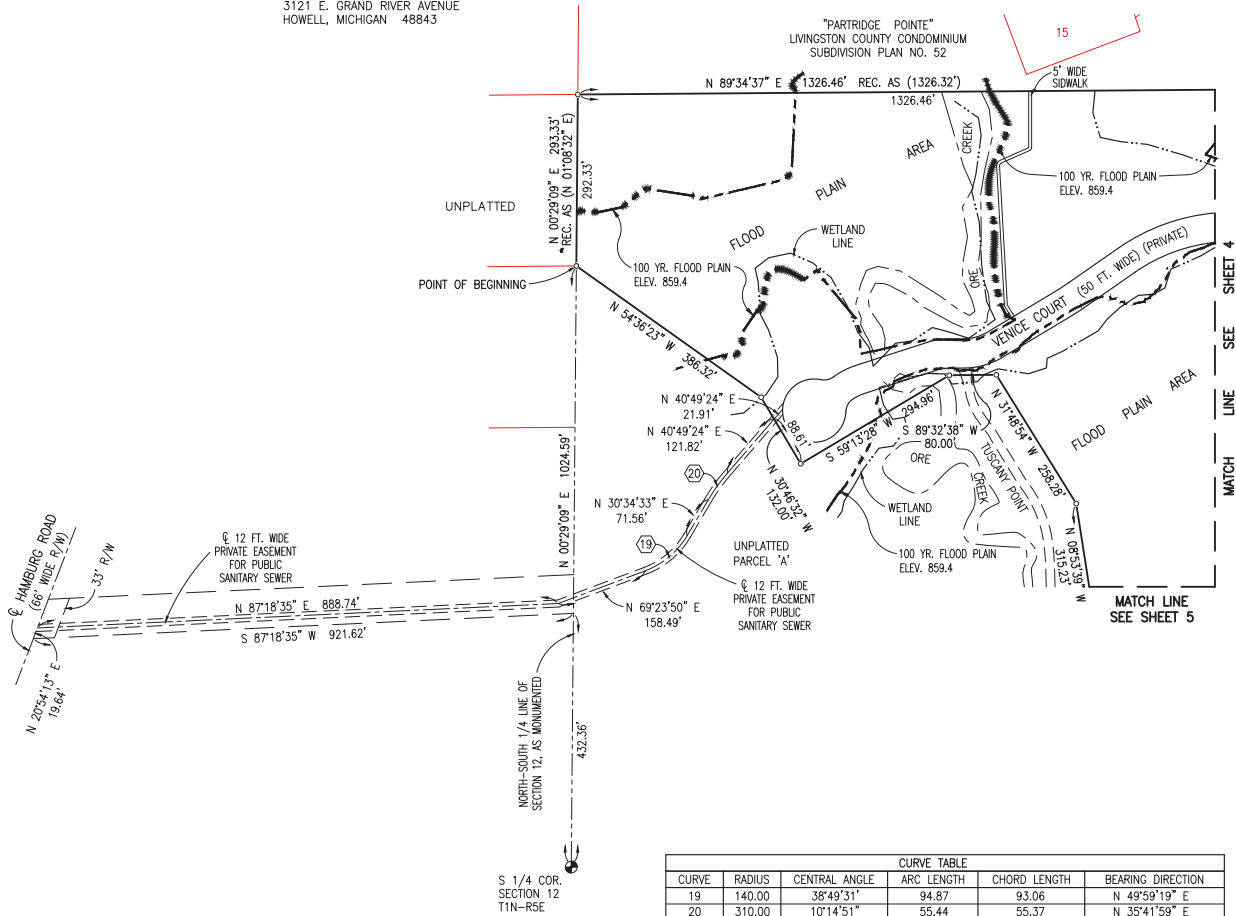 3121 E. GRAND RIVER AVENUE
HOWELL, MICHIGAN 48843
"PARTRIDGE POINTE"
LIVINGSTON COUNTY CONDOMINIUM
SUBDIVISION PLAN NO. 52
15
5' WIDE
SIDWALK
N 89°34'37" E 1326.46' REC. AS (1326.32')
1326.46'
N 00°29'09" E 293.33'
REC. AS (N 01°08'32" E)
292.33'
UNPLATTED
POINT OF BEGINNING
100 YR. FLOOD PLAIN
ELEV. 859.4
FLOOD
PLAIN
AREA
WETLAND
LINE
CREEK
ORE
100 YR. FLOOD PLAIN
ELEV. 859.4
VENICE COURT (50 FT. WIDE) (PRIVATE)
MATCH LINE SEE SHEET 4
FLOOD PLAIN AREA
N 54°36'23" W 386.32'
N 40°49'24" E
21.91'
N 40°49'24" E
121.82'
88.61'
S 59°13'28" W 294.96'
S 89°32'38" W
80.00'
N 31°48'54" W 258.28'
ORE
CREEK
TUSCANY POINT
N 30°46'32" W
132.00'
WETLAND
LINE
100 YR. FLOOD PLAIN
ELEV. 859.4
N 08°53'39" W
315.23'
MATCH LINE
SEE SHEET 5
20
N 30°34'33" E
71.56'
19
UNPLATTED
PARCEL 'A'
℄ 12 FT. WIDE
PRIVATE EASEMENT
FOR PUBLIC
SANITARY SEWER
N 69°23'50" E
158.49'
N 00°29'09" E 1024.59'
℄ HAMBURG ROAD
(66' WIDE R/W)
33' R/W
℄ 12 FT. WIDE
PRIVATE EASEMENT
FOR PUBLIC
SANITARY SEWER
N 87°18'35" E 888.74'
S 87°18'35" W 921.62'
N 20°54'13" E
19.64'
NORTH-SOUTH 1/4 LINE OF
SECTION 12, AS MONUMENTED
432.36'
S 1/4 COR.
SECTION 12
T1N-R5E
CURVE TABLE
CURVE RADIUS CENTRAL ANGLE ARC LENGTH CHORD LENGTH BEARING DIRECTION
19 140.00 38°49'31" 94.87 93.06 N 49°59'19" E
20 310.00 10°14'51" 55.44 55.37 N 35°41'59" E